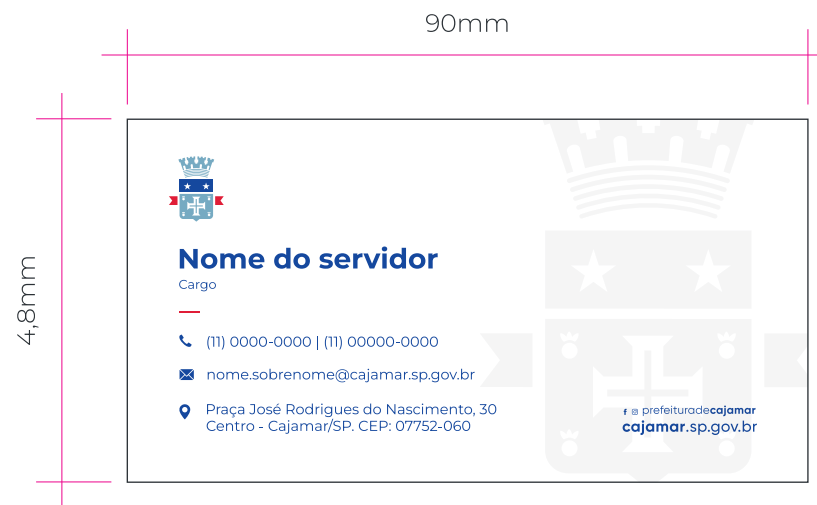 90mm
4,8mm
Nome do servidor
Cargo
(11) 0000-0000 | (11) 00000-0000
nome.sobrenome@cajamar.sp.gov.br
Praça José Rodrigues do Nascimento, 30
Centro - Cajamar/SP. CEP: 07752-060
prefeituradecajamar
cajamar.sp.gov.br